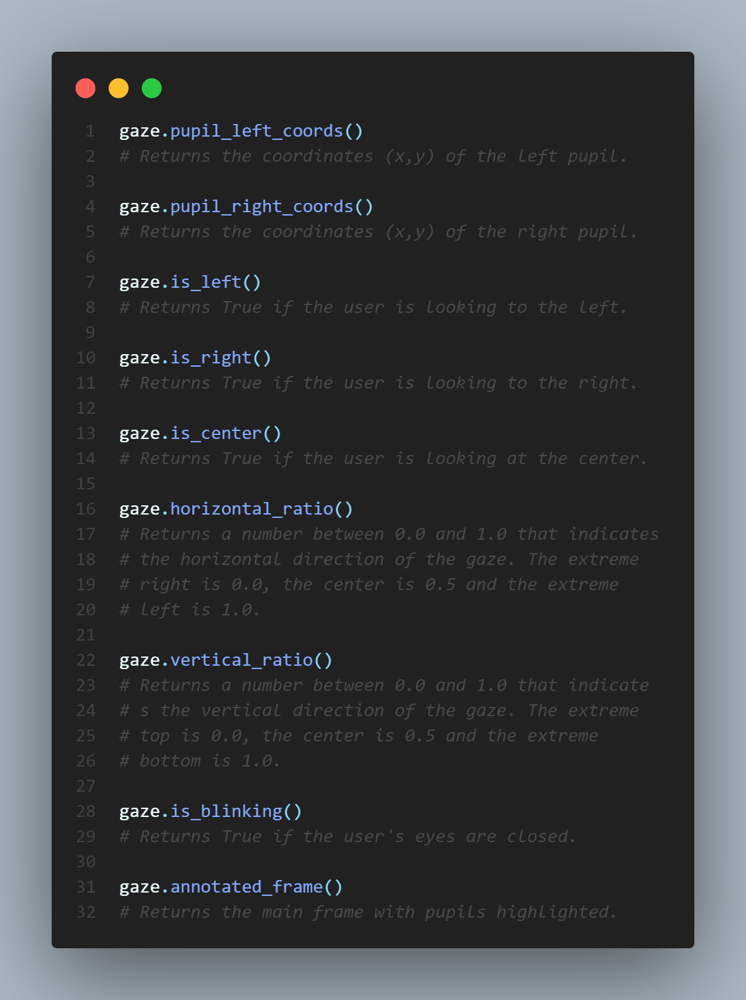 1 gaze.pupil_left_coords()
2 # Returns the coordinates (x,y) of the left pupil.
3
4 gaze.pupil_right_coords()
5 # Returns the coordinates (x,y) of the right pupil.
6
7 gaze.is_left()
8 # Returns True if the user is looking to the left.
9
10 gaze.is_right()
11 # Returns True if the user is looking to the right.
12
13 gaze.is_center()
14 # Returns True if the user is looking at the center.
15
16 gaze.horizontal_ratio()
17 # Returns a number between 0.0 and 1.0 that indicates
18 # the horizontal direction of the gaze. The extreme
19 # right is 0.0, the center is 0.5 and the extreme
20 # left is 1.0.
21
22 gaze.vertical_ratio()
23 # Returns a number between 0.0 and 1.0 that indicate
24 # s the vertical direction of the gaze. The extreme
25 # top is 0.0, the center is 0.5 and the extreme
26 # bottom is 1.0.
27
28 gaze.is_blinking()
29 # Returns True if the user's eyes are closed.
30
31 gaze.annotated_frame()
32 # Returns the main frame with pupils highlighted.